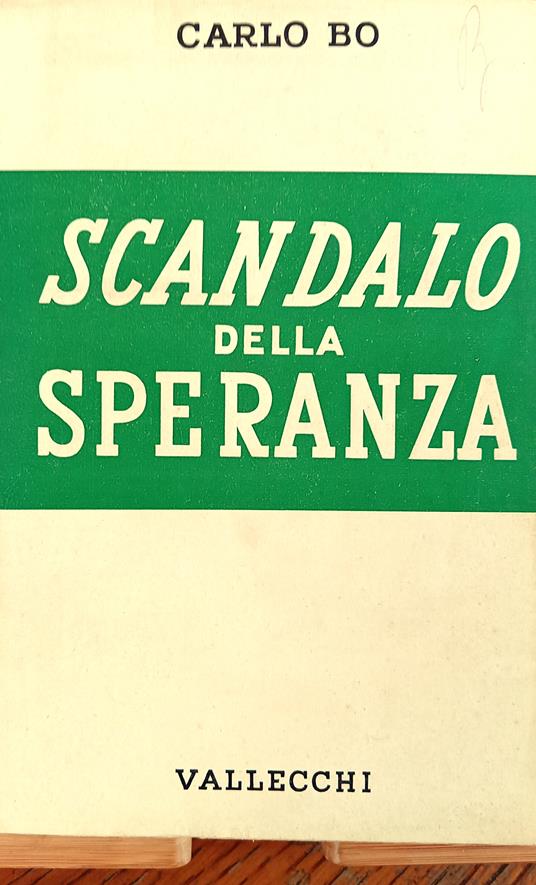 CARLO BO
SCANDALO
DELLA
SPERANZA
VALLECCHI